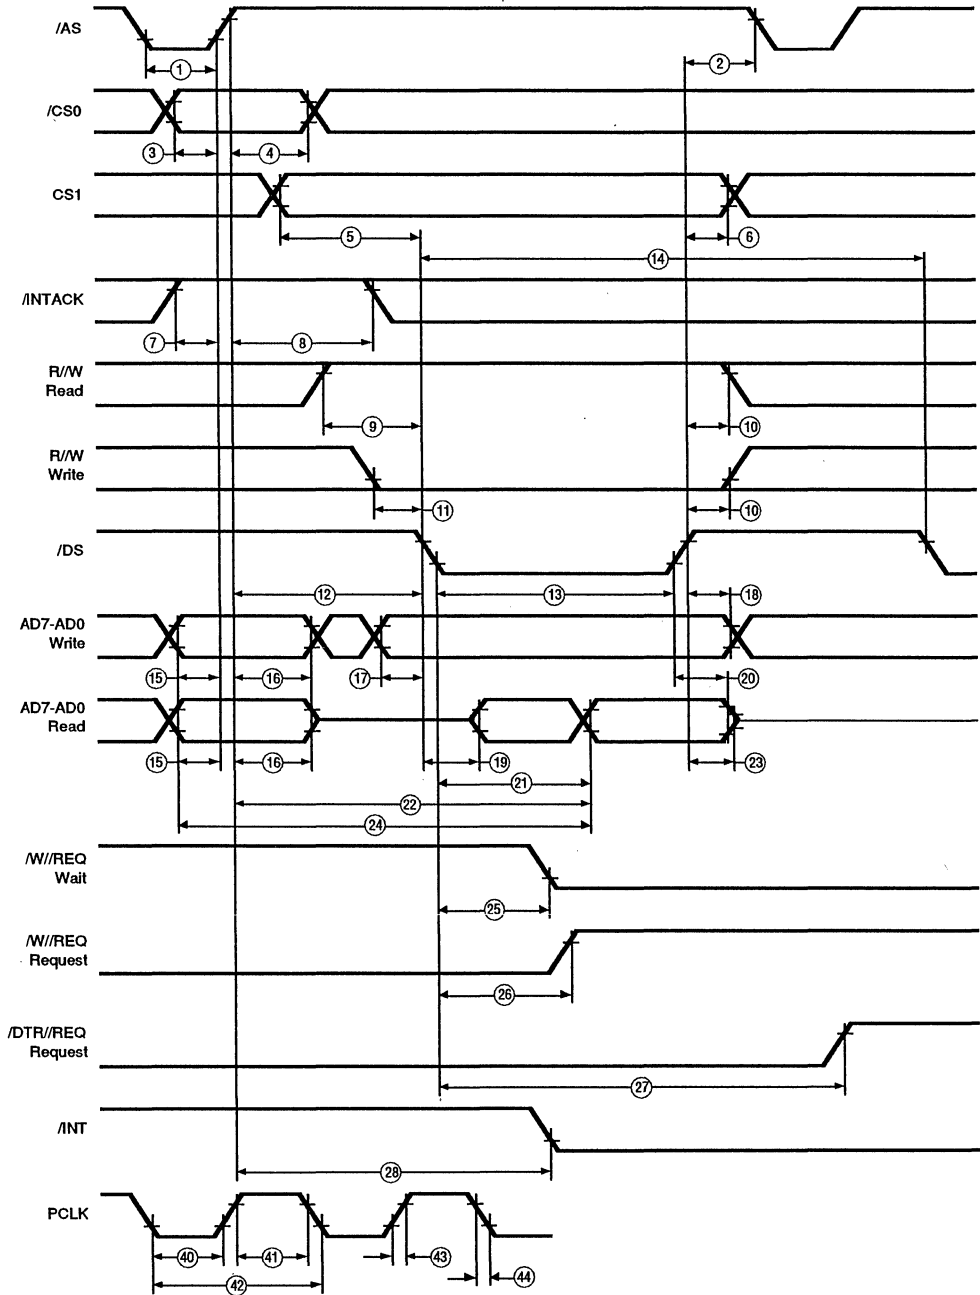 /AS
1
2
/CS0
3
4
CS1
5
6
14
/INTACK
7
8
R//W
Read
9
10
R//W
Write
11
10
/DS
12
13
18
AD7-AD0
Write
15
16
17
20
AD7-AD0
Read
15
16
19
23
21
22
24
/W//REQ
Wait
25
/W//REQ
Request
26
/DTR//REQ
Request
27
/INT
28
PCLK
40
41
43
42
44